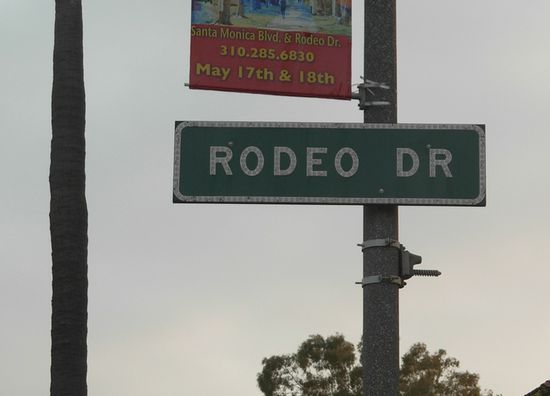 Santa Monica Blvd. & Rodeo Dr.
310.285.6830
May 17th & 18th
RODEO DR